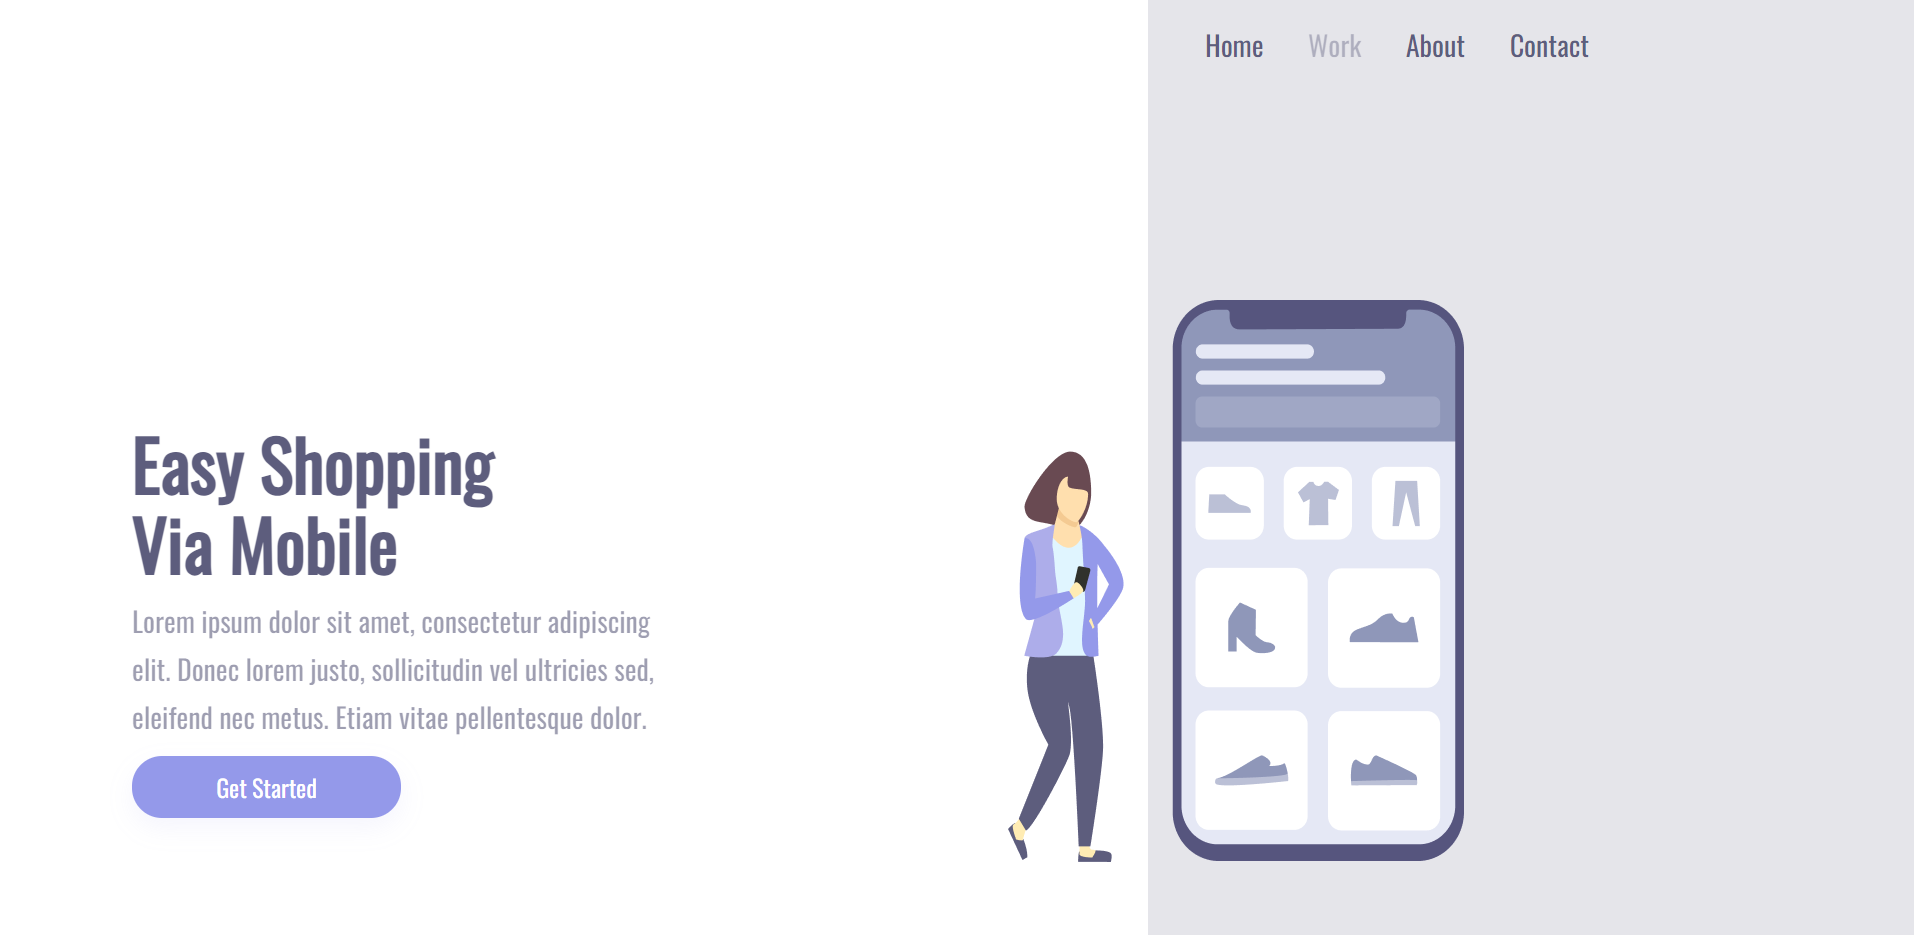 Home Work About Contact
Easy Shopping
Via Mobile
Lorem ipsum dolor sit amet, consectetur adipiscing
elit. Donec lorem justo, sollicitudin vel ultricies sed,
eleifend nec metus. Etiam vitae pellentesque dolor.
Get Started